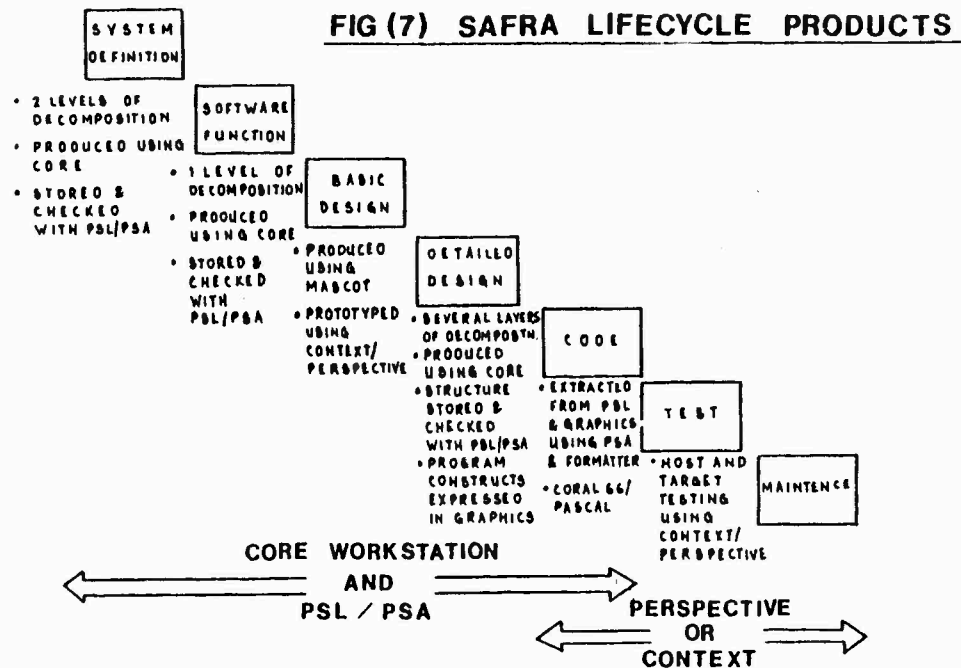 FIG (7) SAFRA LIFECYCLE PRODUCTS
SYSTEM
DEFINITION
• 2 LEVELS OF
DECOMPOSITION
• PRODUCED USING
CORE
• STORED &
CHECKED
WITH PSL/PSA
SOFTWARE
FUNCTION
• 1 LEVEL OF
DECOMPOSITION
• PRODUCED
USING CORE
• STORED &
CHECKED
WITH
PSL/PSA
BASIC
DESIGN
• PRODUCED
USING
MASCOT
• PROTOTYPED
USING
CONTEXT/
PERSPECTIVE
DETAILD
DESIGN
• SEVERAL LAYERS
OF DECOMPOSTN.
• PRODUCED
USING CORE
• STRUCTURE
STORED &
CHECKED
WITH PSL/PSA
• PROGRAM
CONSTRUCTS
EXPRESSED
IN GRAPHICS
CODE
• EXTRACTED
FROM PSL
& GRAPHICS
USING PSA
& FORMATTER
• CORAL 66/
PASCAL
TEST
• HOST AND
TARGET
TESTING
USING
CONTEXT/
PERSPECTIVE
MAINTENCE
CORE WORKSTATION
AND
PSL / PSA
PERSPECTIVE
OR
CONTEXT